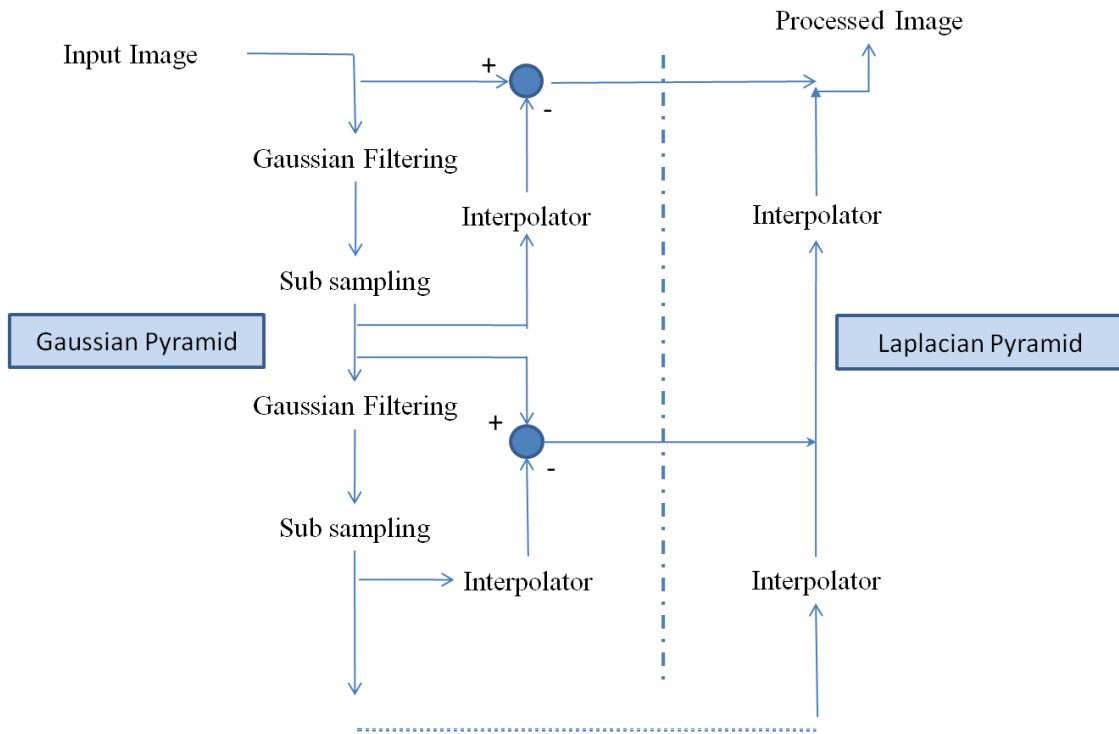 Processed Image
Input Image
+
-
Gaussian Filtering
Interpolator
Interpolator
Sub sampling
Gaussian Pyramid
Laplacian Pyramid
Gaussian Filtering
+
-
Sub sampling
Interpolator
Interpolator